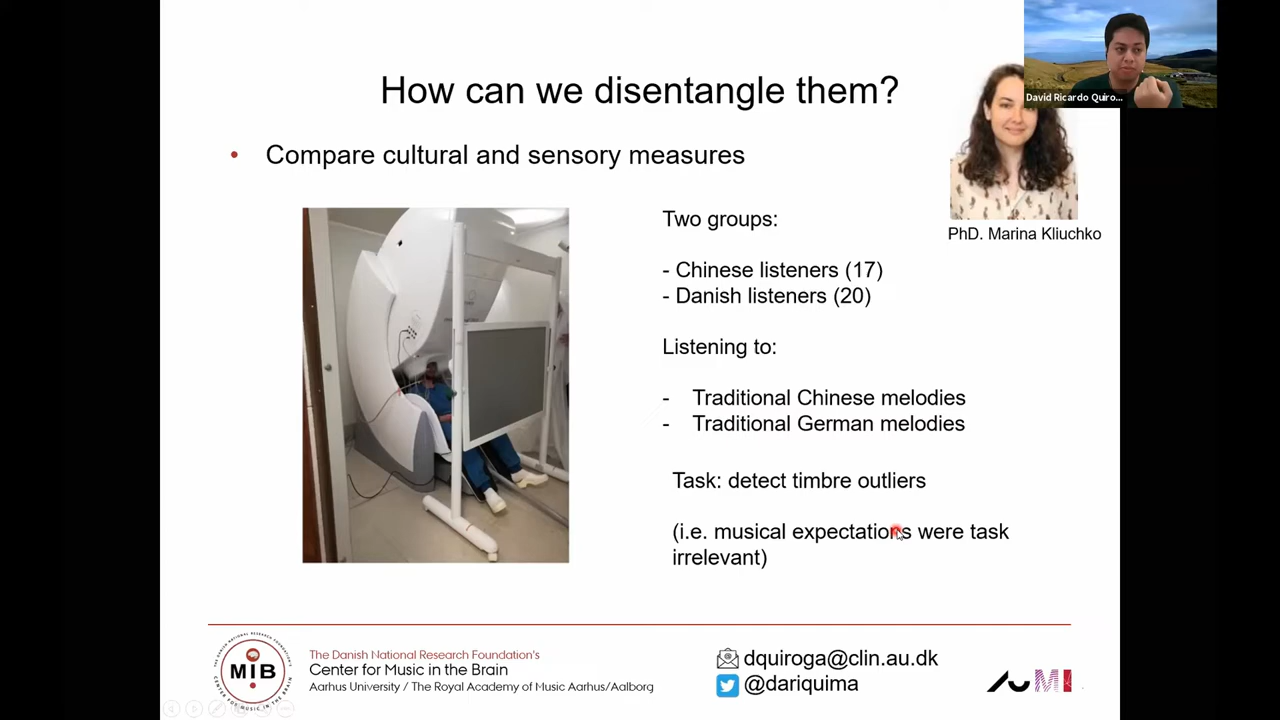 How can we disentangle them?
David Ricardo Quiro...
• Compare cultural and sensory measures
PhD. Marina Kliuchko
Two groups:
- Chinese listeners (17)
- Danish listeners (20)
Listening to:
- Traditional Chinese melodies
- Traditional German melodies
Task: detect timbre outliers
(i.e. musical expectations were task
irrelevant)
MIB
The Danish National Research Foundation's
Center for Music in the Brain
Aarhus University / The Royal Academy of Music Aarhus/Aalborg
dquiroga@clin.au.dk
@dariquima